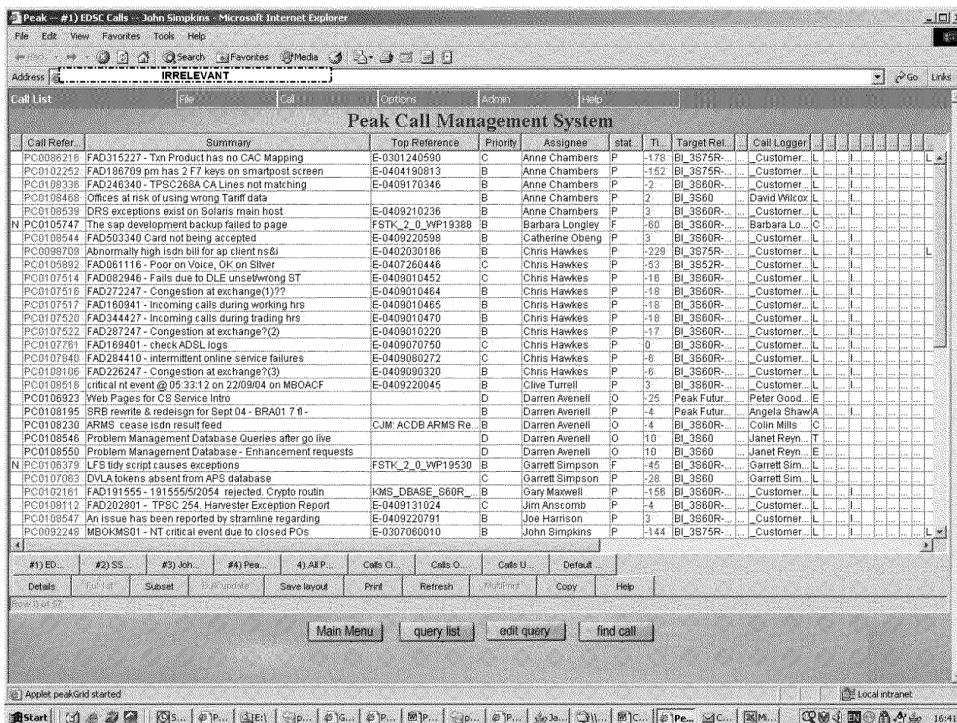 Peak -- #1) EDSC Calls -- John Simpkins - Microsoft Internet Explorer
File Edit View Favorites Tools Help
Back Search Favorites Media
Address IRRELEVANT Go Links
Call List File Call Options Admin Help
Peak Call Management System
Call Refer... Summary Top Reference Priority Assignee stat Ti... Target Rel... Call Logger
PC0086216 FAD315227 - Txn Product has no CAC Mapping E-0301240590 C Anne Chambers P -178 BI_3S75R-... _Customer... L I... L
PC0102252 FAD186709 pm has 2 F7 keys on smartpost screen E-0404190813 C Anne Chambers P -152 BI_3S60R-... _Customer... L I...
PC0108336 FAD246340 - TPSC268A CA Lines not matching E-0409170346 B Anne Chambers P -2 BI_3S60R-... _Customer... L I...
PC0108468 Offices at risk of using wrong Tariff data B Anne Chambers P 2 BI_3S60 David Wilcox L
PC0108539 DRS exceptions exist on Solaris main host E-0409210236 B Anne Chambers P 3 BI_3S60R-... _Customer... L I...
N PC0105747 The sap development backup failed to page FSTK_2_0_WP19388 B Barbara Longley F -60 BI_3S60R-... Barbara Lo... C
PC0108544 FAD503340 Card not being accepted E-0409220598 B Catherine Obeng P 3 BI_3S60R-... _Customer... L I...
PC0098709 Abnormally high isdn bill for ap client ns&i E-0402030186 B Chris Hawkes P -229 BI_3S75R-... _Customer... L L
PC0105892 FAD061116 - Poor on Voice, OK on Silver E-0407260446 C Chris Hawkes P -53 BI_3S52R-... _Customer... L I...
PC0107514 FAD082946 - Fails due to DLE unset/wrong ST E-0409010452 C Chris Hawkes P -16 BI_3S60R-... _Customer... L I...
PC0107516 FAD272247 - Congestion at exchange(1)?? E-0409010464 B Chris Hawkes P -18 BI_3S60R-... _Customer... L I...
PC0107517 FAD160941 - Incoming calls during working hrs E-0409010465 B Chris Hawkes P -18 BI_3S60R-... _Customer... L I...
PC0107520 FAD344427 - Incoming calls during trading hrs E-0409010470 B Chris Hawkes P -18 BI_3S60R-... _Customer... L I...
PC0107522 FAD287247 - Congestion at exchange?(2) E-0409010220 B Chris Hawkes P -17 BI_3S60R-... _Customer... L I...
PC0107761 FAD169401 - check ADSL logs E-0409070750 C Chris Hawkes P 0 BI_3S60R-... _Customer... L I...
PC0107940 FAD284410 - intermittent online service failures E-0409080272 C Chris Hawkes P -6 BI_3S60R-... _Customer... L I...
PC0108106 FAD226247 - Congestion at exchange?(3) E-0409090320 B Chris Hawkes P -6 BI_3S60R-... _Customer... L I...
PC0108516 critical nt event @ 05:33:12 on 22/09/04 on MBOACF E-0409220045 B Clive Turrell P 3 BI_3S60R-... _Customer... L I...
PC0106923 Web Pages for CS Service Intro D Darren Avenell O -25 Peak Futur... Peter Good... E
PC0108195 SRB rewrite & redeisgn for Sept 04 - BRA01 7 fl - B Darren Avenell P -4 Peak Futur... Angela Shaw A I...
PC0108230 ARMS cease isdn result feed CJM: ACDB ARMS Re... B Darren Avenell O -4 BI_3S60R-... Colin Mills C
PC0108546 Problem Management Database Queries after go live D Darren Avenell O 10 BI_3S60 Janet Reyn... T
PC0108550 Problem Management Database - Enhancement requests D Darren Avenell O 10 BI_3S60 Janet Reyn... E
N PC0106379 LFS tidy script causes exceptions FSTK_2_0_WP19530 B Garrett Simpson F -45 BI_3S60R-... Garrett Sim... L
PC0107063 DVLA tokens absent from APS database C Garrett Simpson P -28 BI_3S60 Garrett Sim... L
PC0102161 FAD191555 - 191555/5/2054 rejected. Crypto routin KMS_DBASE_S60R_... B Gary Maxwell P -156 BI_3S60R-... _Customer... L I...
PC0108112 FAD202801 - TPSC 254, Harvester Exception Report E-0409131024 C Jim Anscomb P -4 BI_3S60R-... _Customer... L I...
PC0108547 An issue has been reported by stramline regarding E-0409220791 B Joe Harrison P 3 BI_3S60R-... _Customer... L I...
PC0092248 MBOKMS01 - NT critical event due to closed POs E-0307060010 B John Simpkins P -144 BI_3S75R-... _Customer... L L
#1) ED... #2) SS... #3) Joh... #4) Pea... 4) All P... Calls Cl... Calls O... Calls U... Default ...
Details Full list Subset Bulk update Save layout Print Refresh MultiPrint Copy Help
Row 0 of 57
Main Menu query list edit query find call
Applet peakGrid started Local intranet
Start 16:41